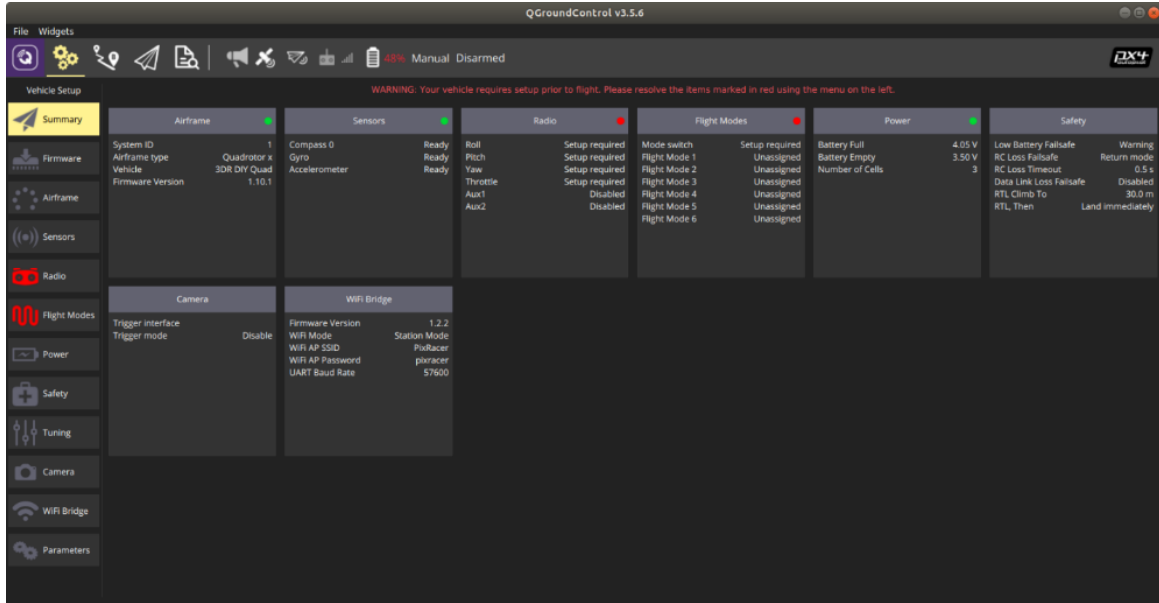 QGroundControl v3.5.6
File Widgets
48% Manual Disarmed
PX4
Vehicle Setup
WARNING: Your vehicle requires setup prior to flight. Please resolve the items marked in red using the menu on the left.
Summary
Firmware
Airframe
Sensors
Radio
Flight Modes
Power
Safety
Tuning
Camera
WiFi Bridge
Parameters
Airframe
System ID 1
Airframe type Quadrotor x
Vehicle 3DR DIY Quad
Firmware Version 1.10.1
Sensors
Compass 0 Ready
Gyro Ready
Accelerometer Ready
Radio
Roll Setup required
Pitch Setup required
Yaw Setup required
Throttle Setup required
Aux1 Disabled
Aux2 Disabled
Flight Modes
Mode switch Setup required
Flight Mode 1 Unassigned
Flight Mode 2 Unassigned
Flight Mode 3 Unassigned
Flight Mode 4 Unassigned
Flight Mode 5 Unassigned
Flight Mode 6 Unassigned
Power
Battery Full 4.05 V
Battery Empty 3.50 V
Number of Cells 3
Safety
Low Battery Failsafe Warning
RC Loss Failsafe Return mode
RC Loss Timeout 0.5 s
Data Link Loss Failsafe Disabled
RTL Climb To 30.0 m
RTL, Then Land immediately
Camera
Trigger interface
Trigger mode Disable
WiFi Bridge
Firmware Version 1.2.2
WiFi Mode Station Mode
WiFi AP SSID PixRacer
WiFi AP Password pixracer
UART Baud Rate 57600